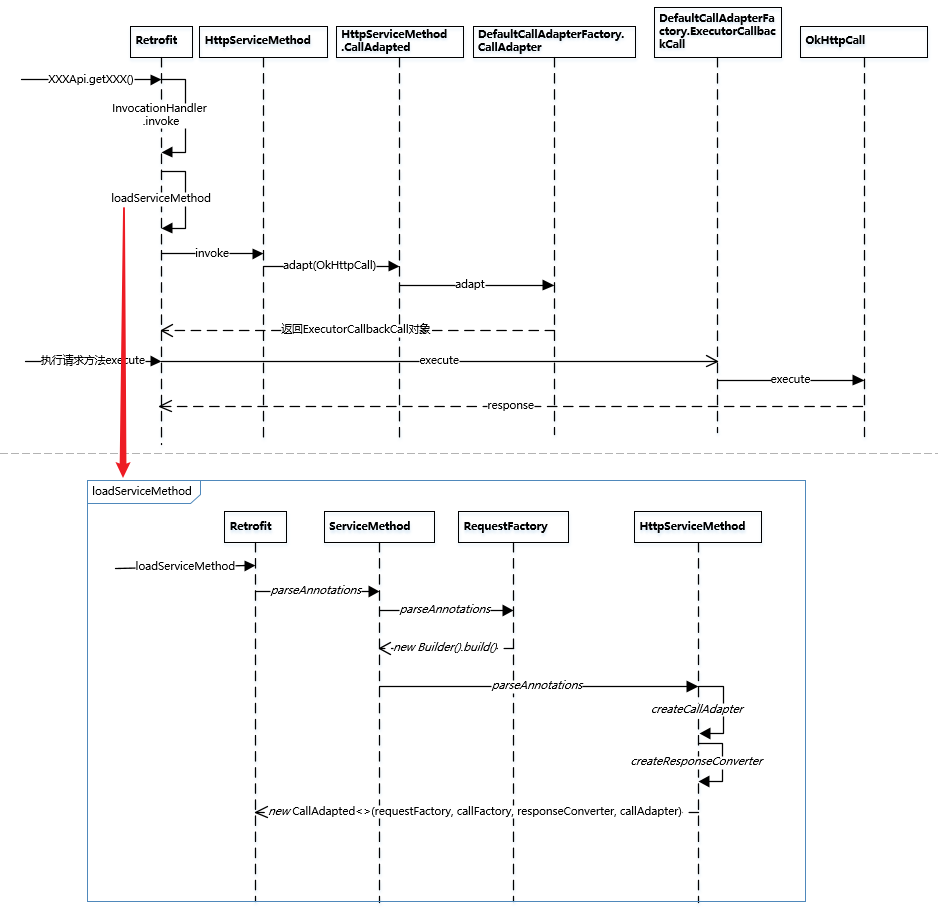 Retrofit
HttpServiceMethod
HttpServiceMethod
.CallAdapted
DefaultCallAdapterFactory.
CallAdapter
DefaultCallAdapterFa
ctory.ExecutorCallbac
kCall
OkHttpCall
XXXApi.getXXX()
InvocationHandler
.invoke
loadServiceMethod
invoke
adapt(OkHttpCall)
adapt
返回ExecutorCallbackCall对象
执行请求方法execute
execute
execute
response
loadServiceMethod
Retrofit
ServiceMethod
RequestFactory
HttpServiceMethod
loadServiceMethod
parseAnnotations
parseAnnotations
new Builder().build()
parseAnnotations
createCallAdapter
createResponseConverter
new CallAdapted<>(requestFactory, callFactory, responseConverter, callAdapter)